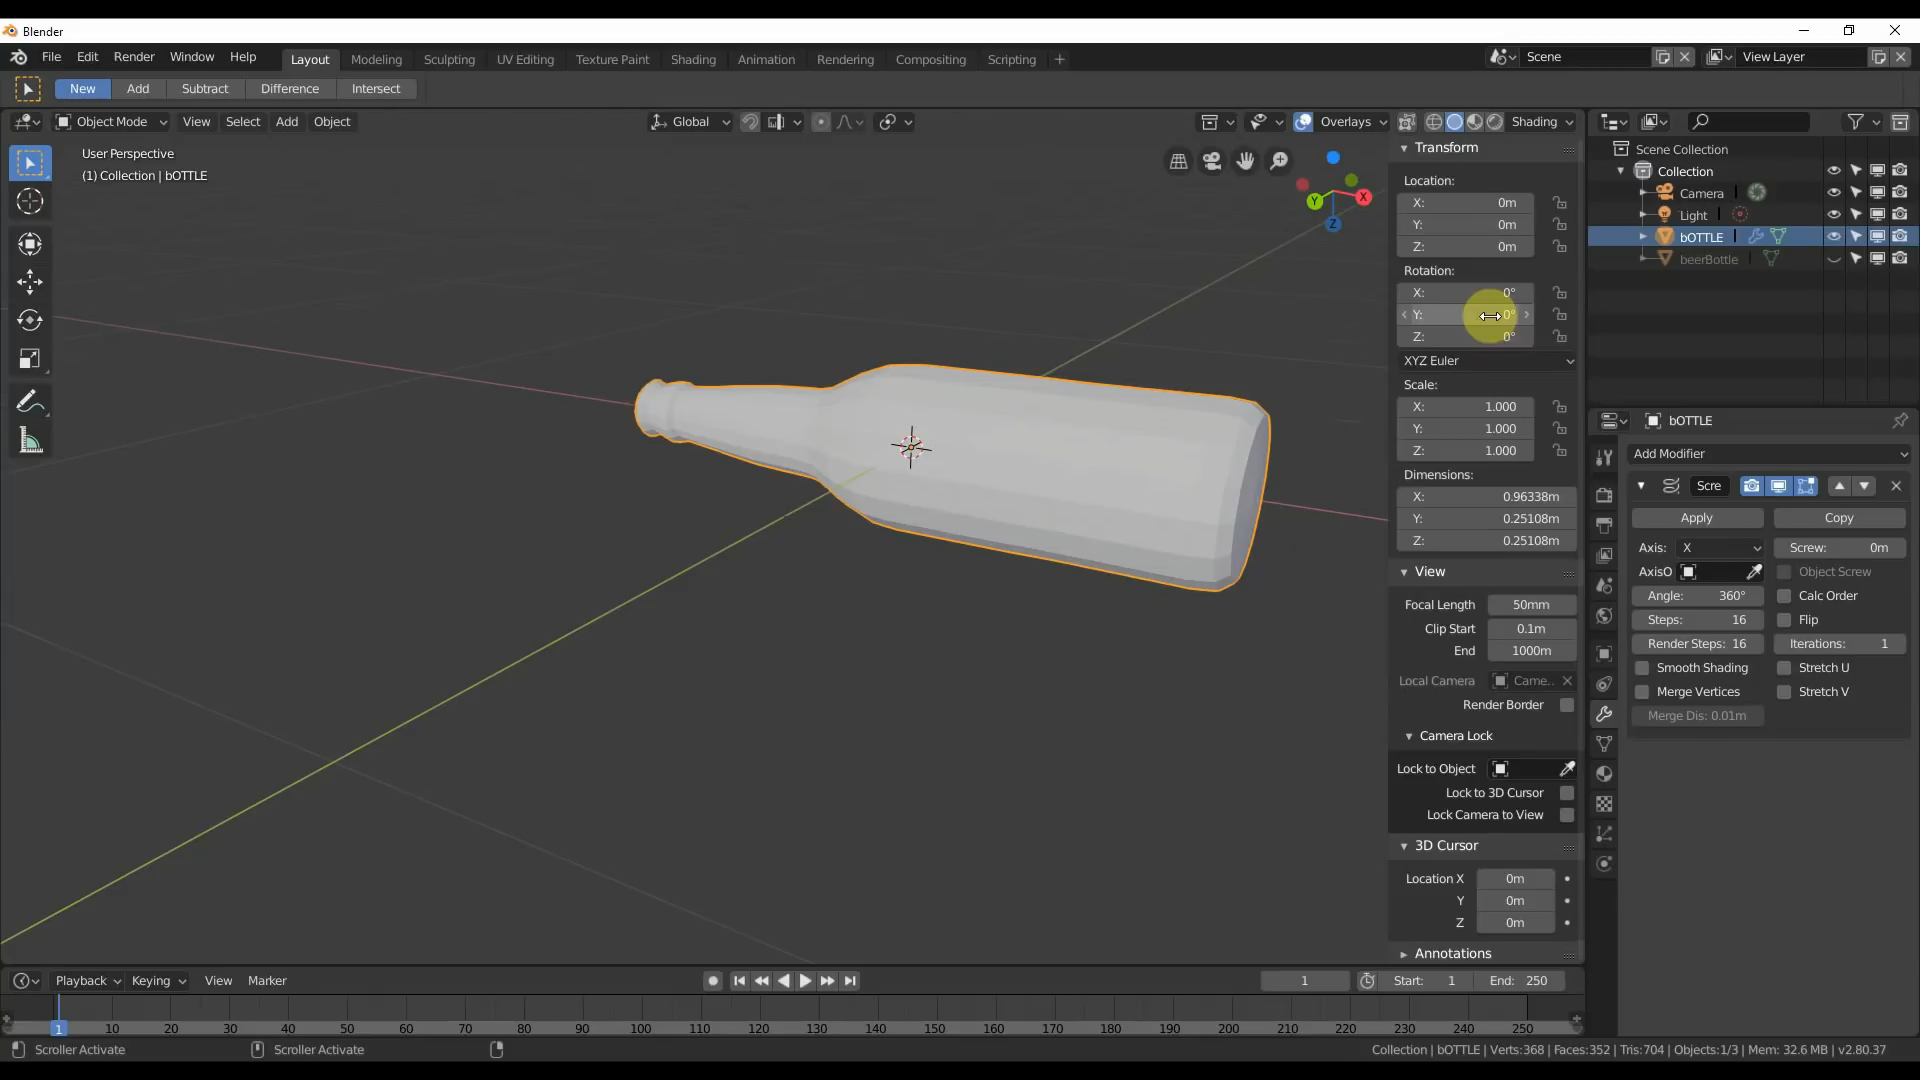 Blender
File Edit Render Window Help Layout Modeling Sculpting UV Editing Texture Paint Shading Animation Rendering Compositing Scripting + Scene View Layer
New Add Subtract Difference Intersect
Object Mode View Select Add Object Global Overlays Shading
User Perspective
(1) Collection | bOTTLE
X
Y
Z
Transform
Location:
X: 0m
Y: 0m
Z: 0m
Rotation:
X: 0°
Y: 0°
Z: 0°
XYZ Euler
Scale:
X: 1.000
Y: 1.000
Z: 1.000
Dimensions:
X: 0.96338m
Y: 0.25108m
Z: 0.25108m
View
Focal Length 50mm
Clip Start 0.1m
End 1000m
Local Camera Came..
Render Border
Camera Lock
Lock to Object
Lock to 3D Cursor
Lock Camera to View
3D Cursor
Location X 0m
Y 0m
Z 0m
Annotations
Scene Collection
Collection
Camera
Light
bOTTLE
beerBottle
bOTTLE
Add Modifier
Scre
Apply Copy
Axis: X Screw: 0m
AxisO Object Screw
Angle: 360° Calc Order
Steps: 16 Flip
Render Steps: 16 Iterations: 1
Smooth Shading Stretch U
Merge Vertices Stretch V
Merge Dis: 0.01m
Playback Keying View Marker 1 Start: 1 End: 250
1 10 20 30 40 50 60 70 80 90 100 110 120 130 140 150 160 170 180 190 200 210 220 230 240 250
Scroller Activate Scroller Activate Collection | bOTTLE | Verts:368 | Faces:352 | Tris:704 | Objects:1/3 | Mem: 32.6 MB | v2.80.37